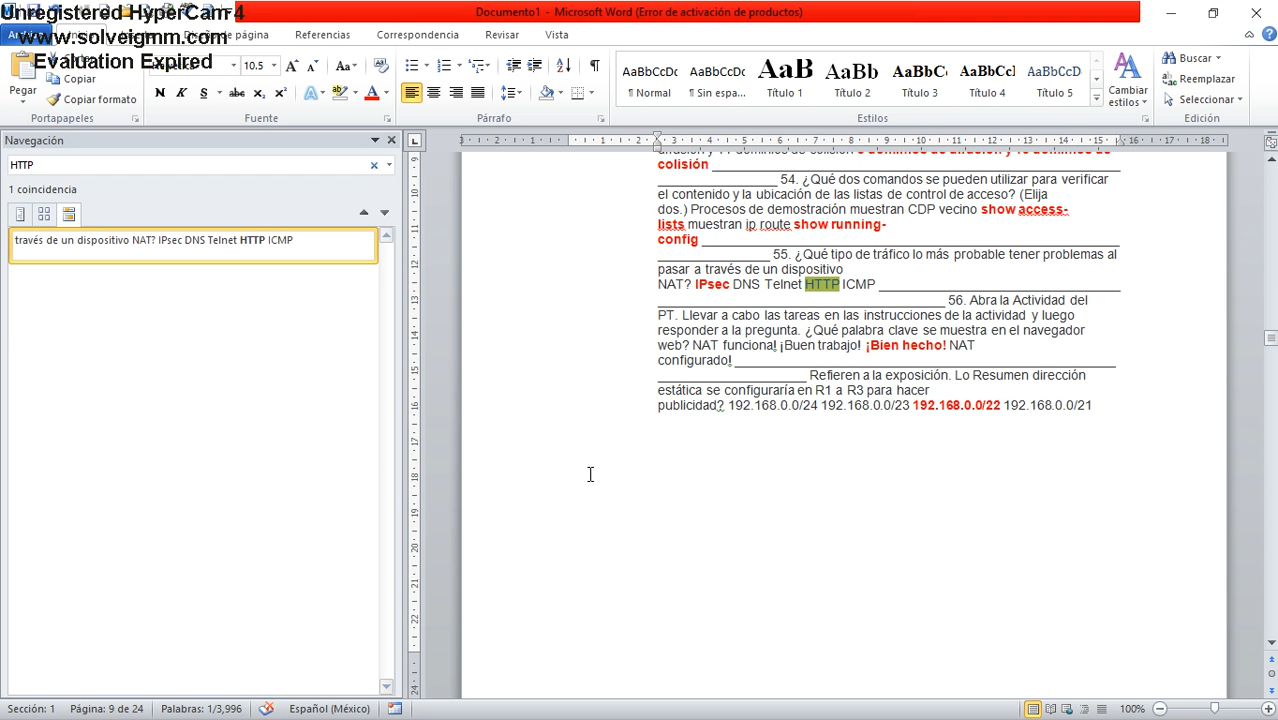 Unregistered HyperCam 4
www.solveigmm.com
Evaluation Expired
Documento1 - Microsoft Word (Error de activación de productos)
Referencias Correspondencia Revisar Vista
Pegar
Copiar
Copiar formato
Portapapeles
10.5
Aa
N K S abc x₂ x²
Fuente
Párrafo
AaBbCcDc AaBbCcDc AaB AaBbC AaBbC AaBbCcI AaBbCcD
¶ Normal ¶ Sin espa... Título 1 Título 2 Título 3 Título 4 Título 5
Cambiar estilos
Estilos
Buscar
Reemplazar
Seleccionar
Edición
Navegación
HTTP
1 coincidencia
través de un dispositivo NAT? IPsec DNS Telnet HTTP ICMP
colisión
54. ¿Qué dos comandos se pueden utilizar para verificar
el contenido y la ubicación de las listas de control de acceso? (Elija
dos.) Procesos de demostración muestran CDP vecino show access-
lists muestran ip route show running-
config
55. ¿Qué tipo de tráfico lo más probable tener problemas al
pasar a través de un dispositivo
NAT? IPsec DNS Telnet HTTP ICMP
56. Abra la Actividad del
PT. Llevar a cabo las tareas en las instrucciones de la actividad y luego
responder a la pregunta. ¿Qué palabra clave se muestra en el navegador
web? NAT funciona! ¡Buen trabajo! ¡Bien hecho! NAT
configurado!
Refieren a la exposición. Lo Resumen dirección
estática se configuraría en R1 a R3 para hacer
publicidad? 192.168.0.0/24 192.168.0.0/23 192.168.0.0/22 192.168.0.0/21
Sección: 1 Página: 9 de 24 Palabras: 1/3,996 Español (México) 100%